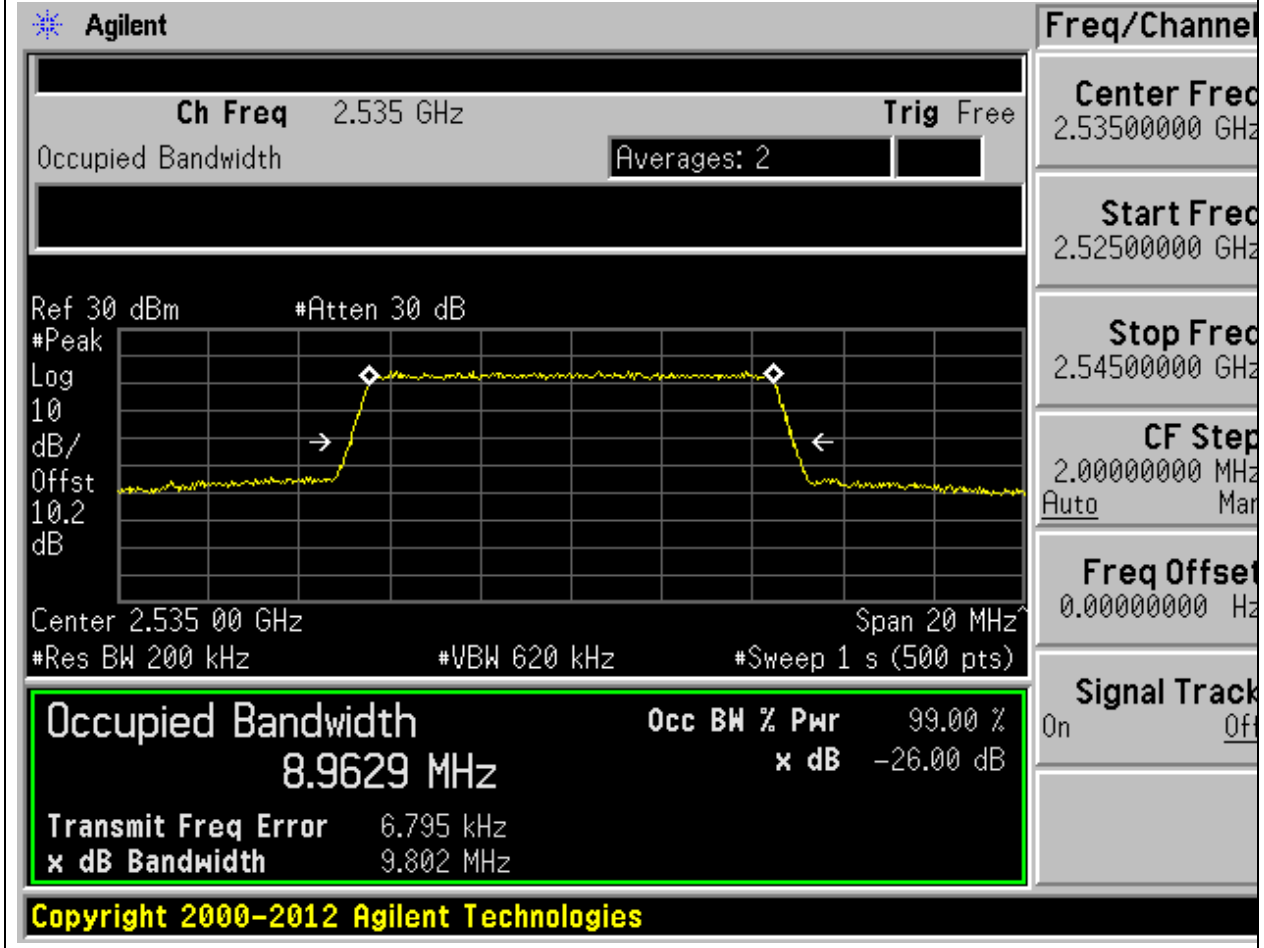 Agilent
Freq/Channel
Ch Freq 2.535 GHz Trig Free
Occupied Bandwidth Averages: 2
Center Freq
2.53500000 GHz
Start Freq
2.52500000 GHz
Stop Freq
2.54500000 GHz
CF Step
2.00000000 MHz
Auto Man
Freq Offset
0.00000000 Hz
Signal Track
On Off
Ref 30 dBm #Atten 30 dB
#Peak
Log
10
dB/
Offst
10.2
dB
Center 2.535 00 GHz Span 20 MHz^
#Res BW 200 kHz #VBW 620 kHz #Sweep 1 s (500 pts)
Occupied Bandwidth Occ BW % Pwr 99.00 %
8.9629 MHz x dB -26.00 dB
Transmit Freq Error 6.795 kHz
x dB Bandwidth 9.802 MHz
Copyright 2000-2012 Agilent Technologies